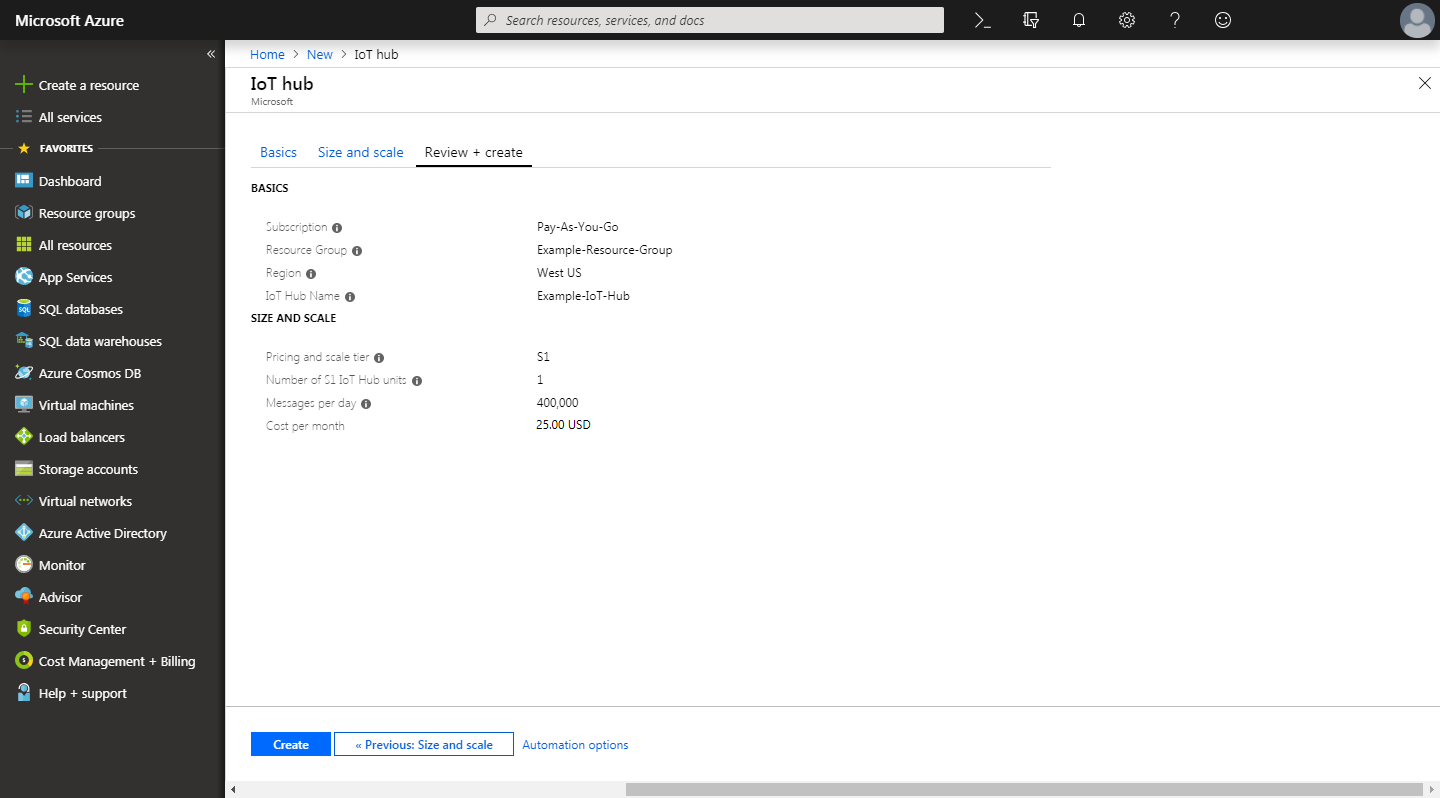 Microsoft Azure
Search resources, services, and docs
«
Create a resource
All services
FAVORITES
Dashboard
Resource groups
All resources
App Services
SQL databases
SQL data warehouses
Azure Cosmos DB
Virtual machines
Load balancers
Storage accounts
Virtual networks
Azure Active Directory
Monitor
Advisor
Security Center
Cost Management + Billing
Help + support
Home > New > IoT hub
IoT hub
Microsoft
Basics Size and scale Review + create
BASICS
Subscription Pay-As-You-Go
Resource Group Example-Resource-Group
Region West US
IoT Hub Name Example-IoT-Hub
SIZE AND SCALE
Pricing and scale tier S1
Number of S1 IoT Hub units 1
Messages per day 400,000
Cost per month 25.00 USD
Create « Previous: Size and scale Automation options